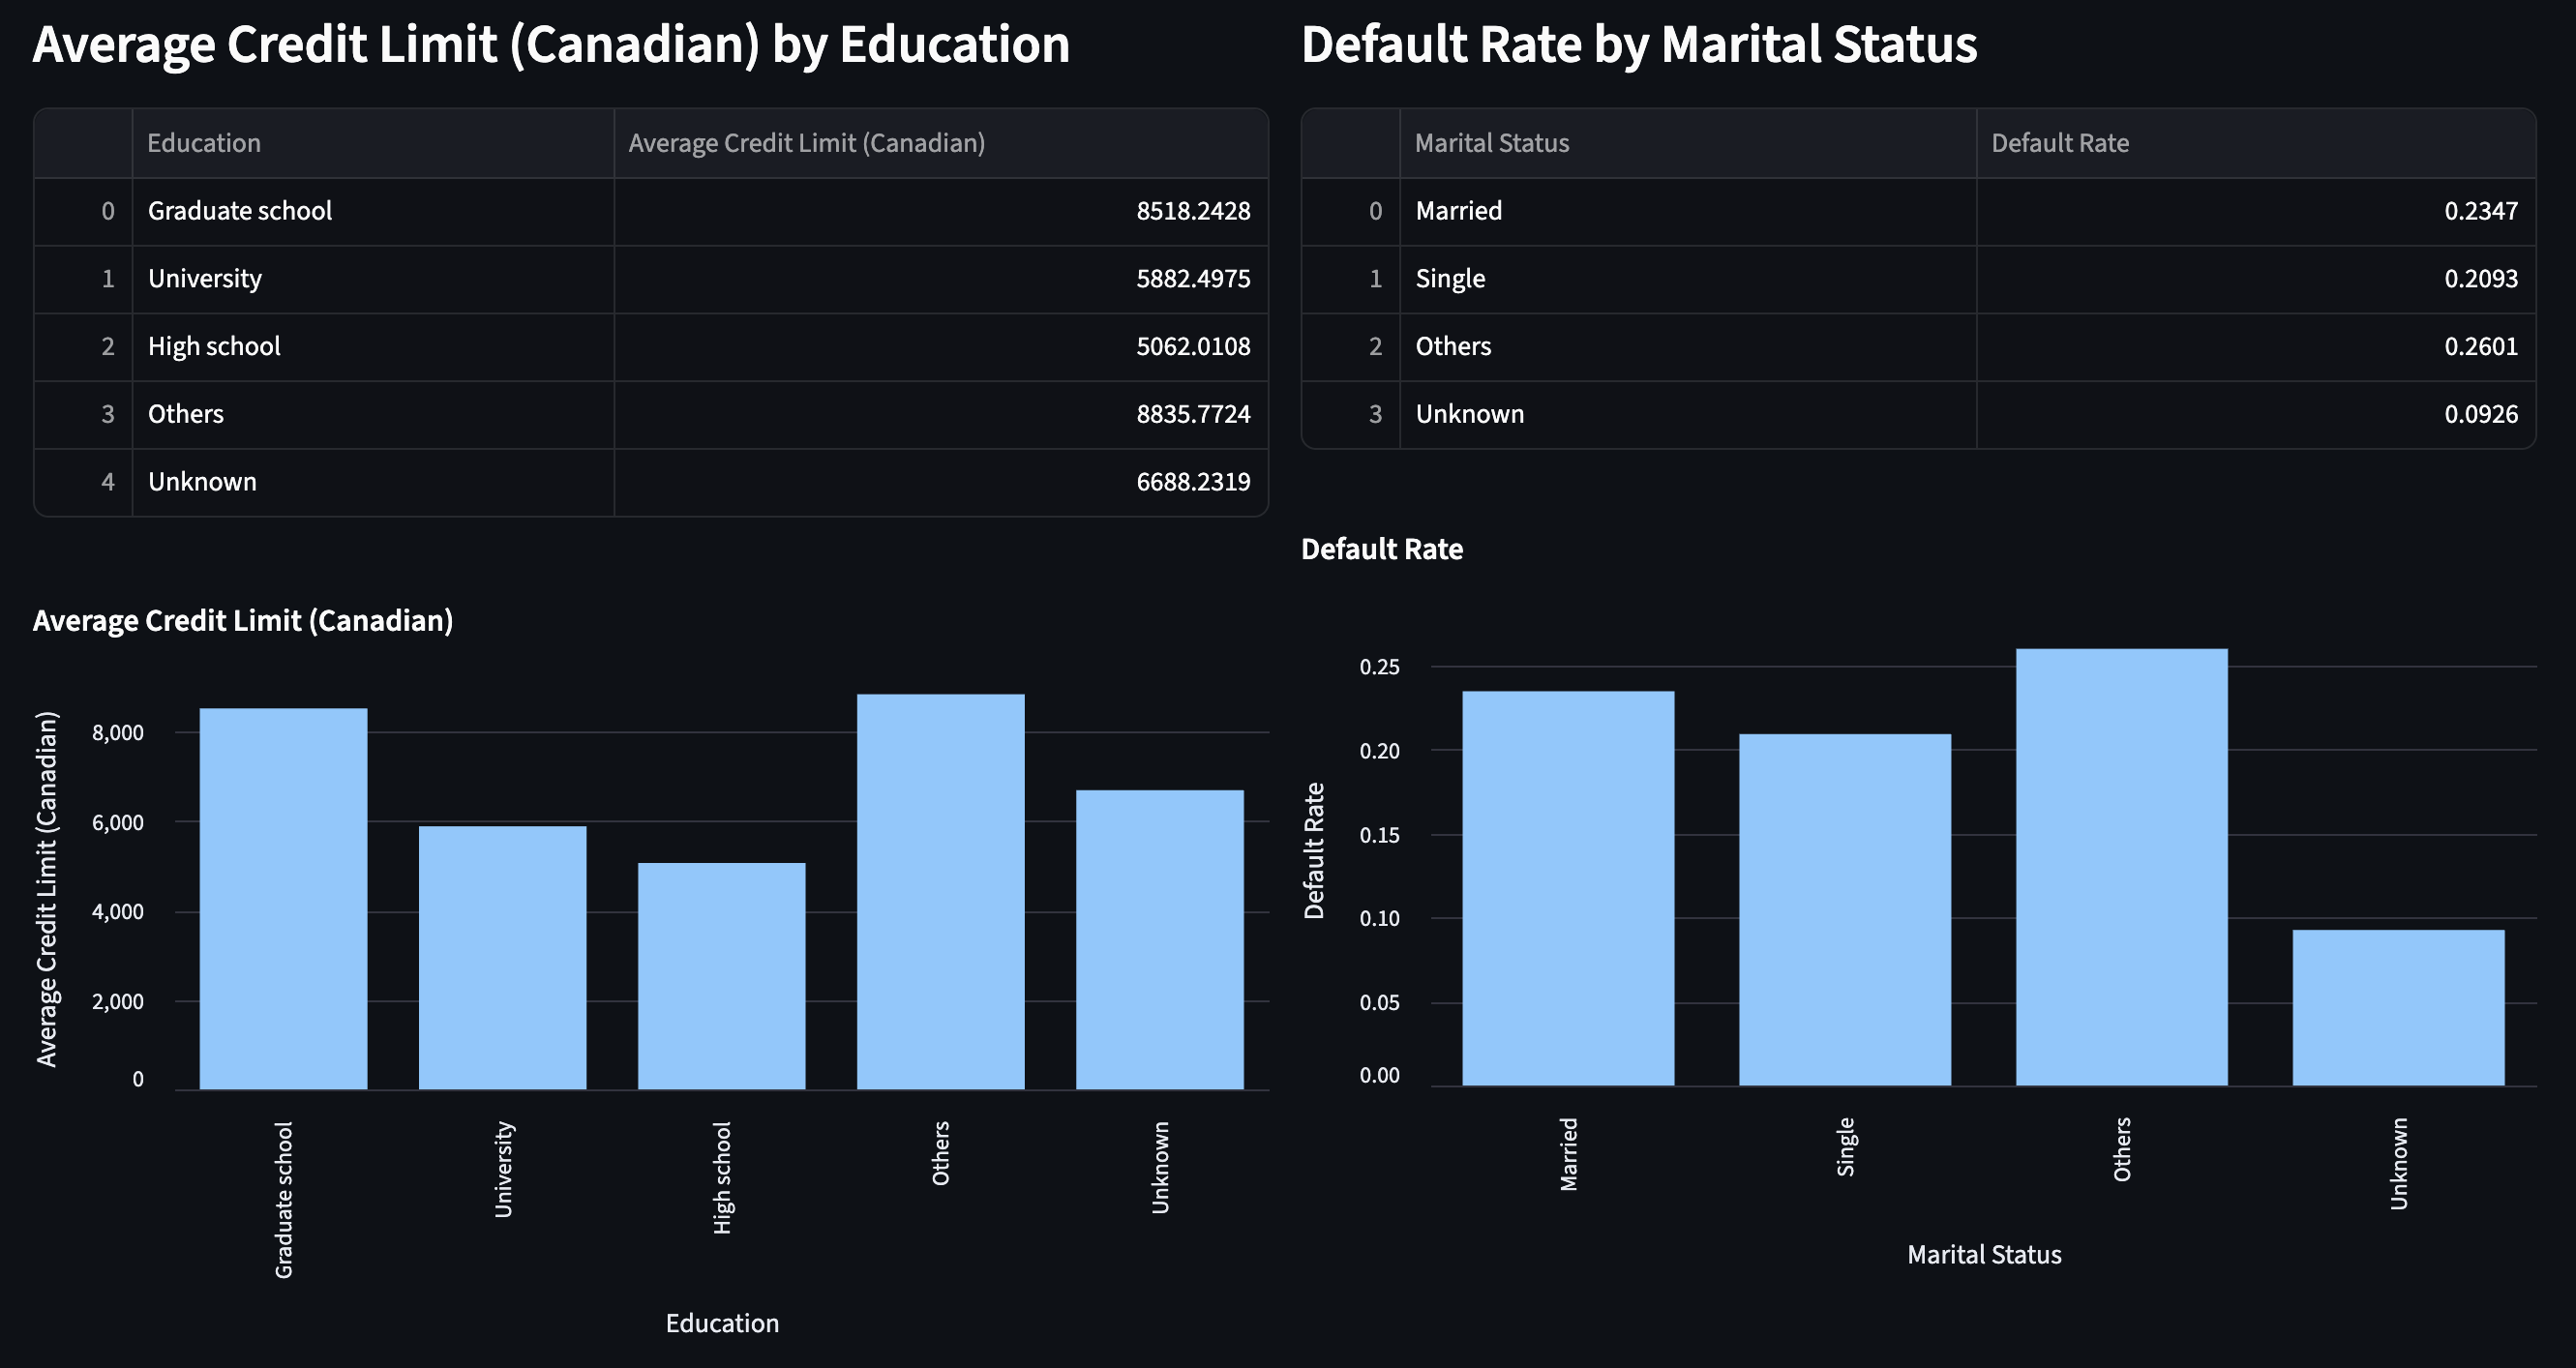 Average Credit Limit (Canadian) by Education
Education Average Credit Limit (Canadian)
0 Graduate school 8518.2428
1 University 5882.4975
2 High school 5062.0108
3 Others 8835.7724
4 Unknown 6688.2319
Average Credit Limit (Canadian)
Average Credit Limit (Canadian)
8,000
6,000
4,000
2,000
0
Graduate school
University
High school
Others
Unknown
Education
Default Rate by Marital Status
Marital Status Default Rate
0 Married 0.2347
1 Single 0.2093
2 Others 0.2601
3 Unknown 0.0926
Default Rate
Default Rate
0.25
0.20
0.15
0.10
0.05
0.00
Married
Single
Others
Unknown
Marital Status